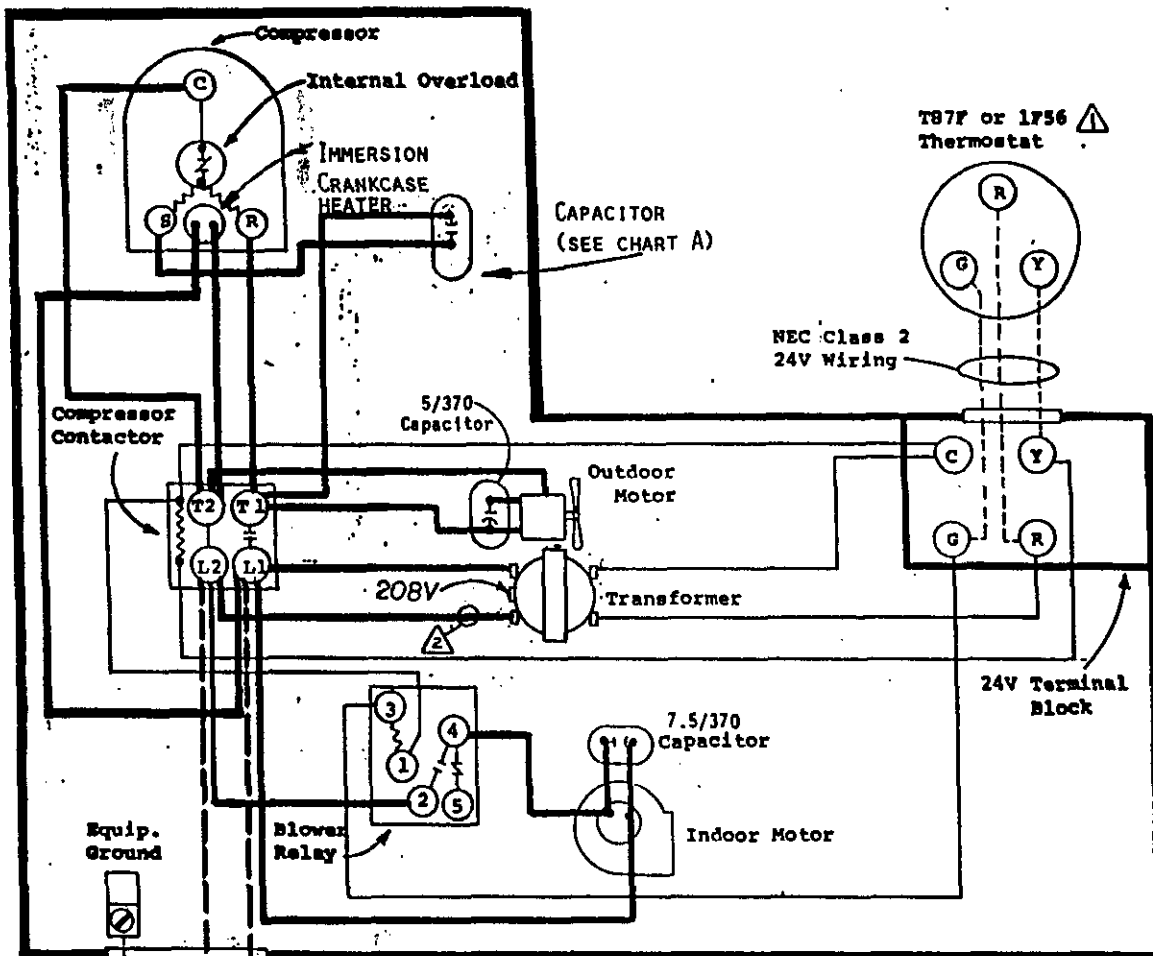 Compressor
C
Internal Overload
IMMERSION
CRANKCASE
HEATER
S
R
CAPACITOR
(SEE CHART A)
T87F or 1F56 1
Thermostat
R
G
Y
NEC Class 2
24V Wiring
Compressor
Contactor
5/370
Capacitor
Outdoor
Motor
T2
T1
L2
L1
208V
2
Transformer
C
Y
G
R
24V Terminal
Block
3
4
1
2
5
7.5/370
Capacitor
Indoor Motor
Blower
Relay
Equip.
Ground